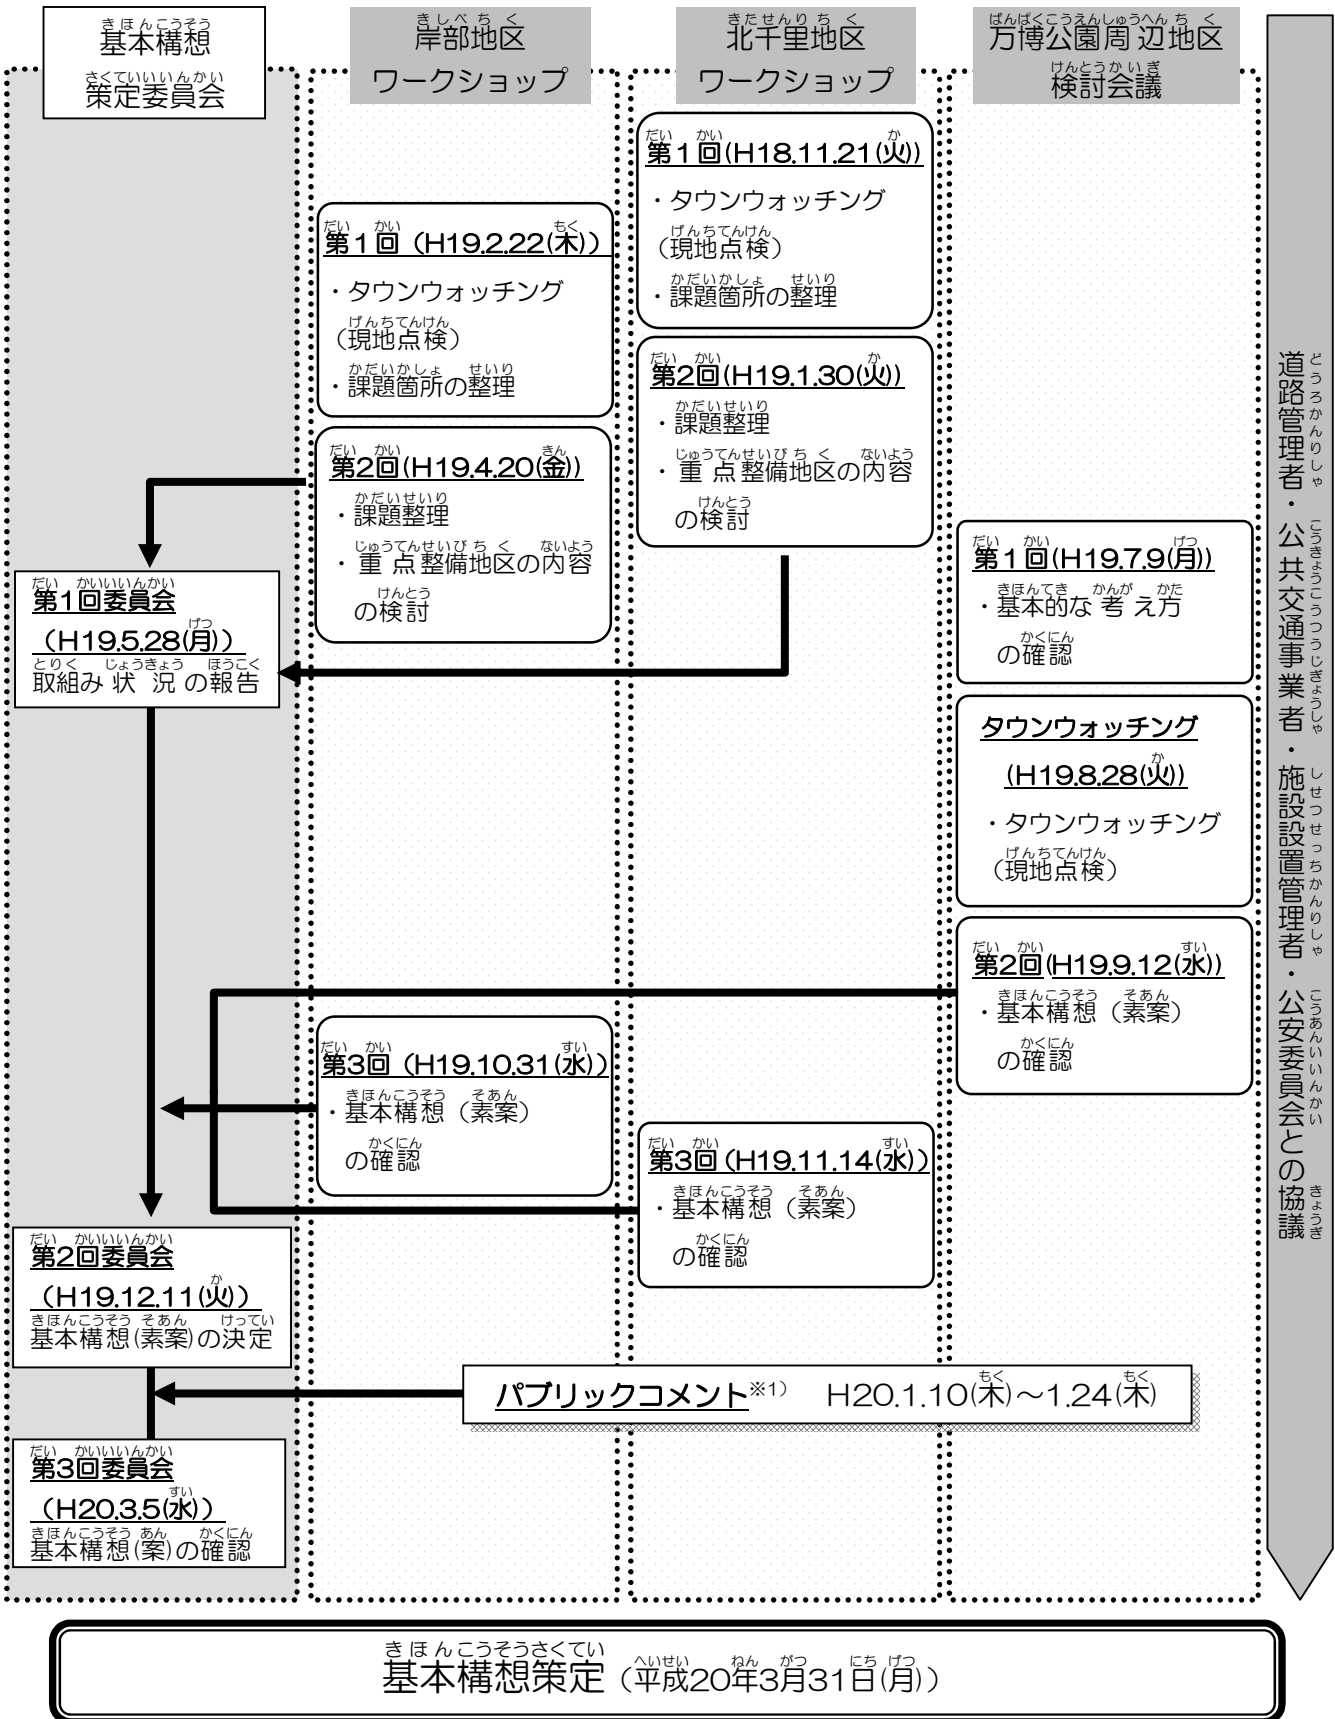 基本構想
策定委員会
岸部地区
ワークショップ
北千里地区
ワークショップ
万博公園周辺地区
検討会議
第1回(H18.11.21(火))
・タウンウォッチング
(現地点検)
・課題箇所の整理
第1回 (H19.2.22(木))
・タウンウォッチング
(現地点検)
・課題箇所の整理
第2回(H19.1.30(火))
・課題整理
・重点整備地区の内容
の検討
第2回(H19.4.20(金))
・課題整理
・重点整備地区の内容
の検討
第1回委員会
(H19.5.28(月))
取組み状況の報告
第1回(H19.7.9(月))
・基本的な考え方
の確認
タウンウォッチング
(H19.8.28(火))
・タウンウォッチング
(現地点検)
第2回(H19.9.12(水))
・基本構想(素案)
の確認
第3回 (H19.10.31(水))
・基本構想(素案)
の確認
第3回(H19.11.14(水))
・基本構想(素案)
の確認
第2回委員会
(H19.12.11(火))
基本構想(素案)の決定
パブリックコメント※1) H20.1.10(木)~1.24(木)
第3回委員会
(H20.3.5(水))
基本構想(案)の確認
道路管理者・公共交通事業者・施設設置管理者・公安委員会との協議
基本構想策定(平成20年3月31日(月))